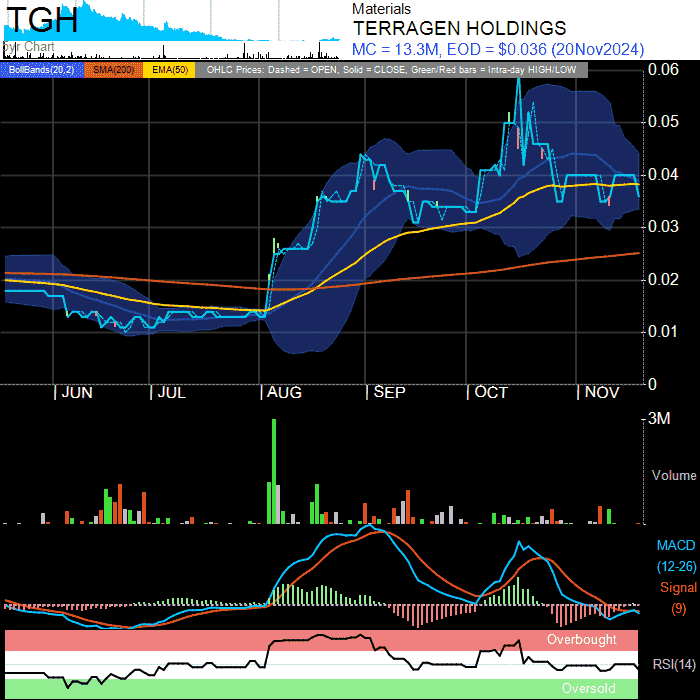 TGH
Materials
TERRAGEN HOLDINGS
MC = 13.3M, EOD = $0.036 (20Nov2024)
5yr Chart
BollBands(20,2) SMA(200) EMA(50) OHLC Prices: Dashed = OPEN, Solid = CLOSE, Green/Red bars = Intra-day HIGH/LOW
0.06
0.05
0.04
0.03
0.02
0.01
0
JUN JUL AUG SEP OCT NOV
3M
Volume
MACD
(12-26)
Signal
(9)
Overbought
RSI(14)
Oversold